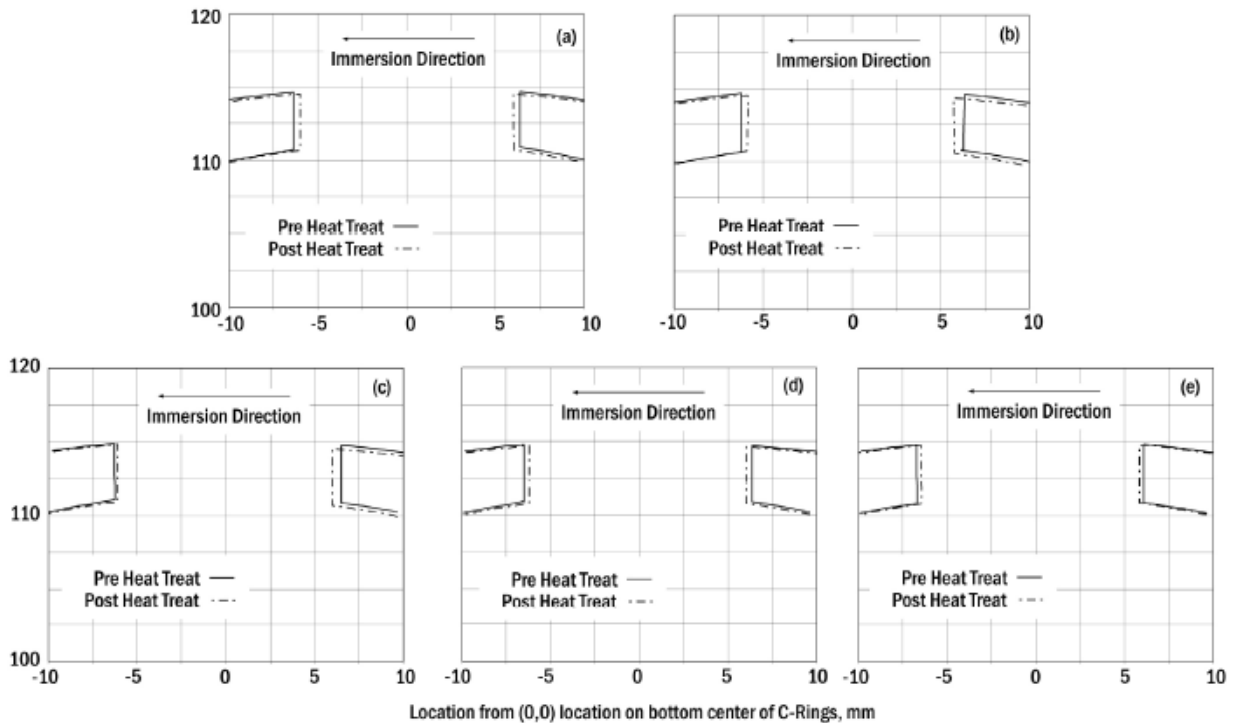 120
(a)
Immersion Direction
110
Pre Heat Treat
Post Heat Treat
100
-10 -5 0 5 10
(b)
Immersion Direction
Pre Heat Treat
Post Heat Treat
-10 -5 0 5 10
120
(c)
Immersion Direction
110
Pre Heat Treat
Post Heat Treat
100
-10 -5 0 5 10
(d)
Immersion Direction
Pre Heat Treat
Post Heat Treat
-10 -5 0 5 10
(e)
Immersion Direction
Pre Heat Treat
Post Heat Treat
-10 -5 0 5 10
Location from (0,0) location on bottom center of C-Rings, mm